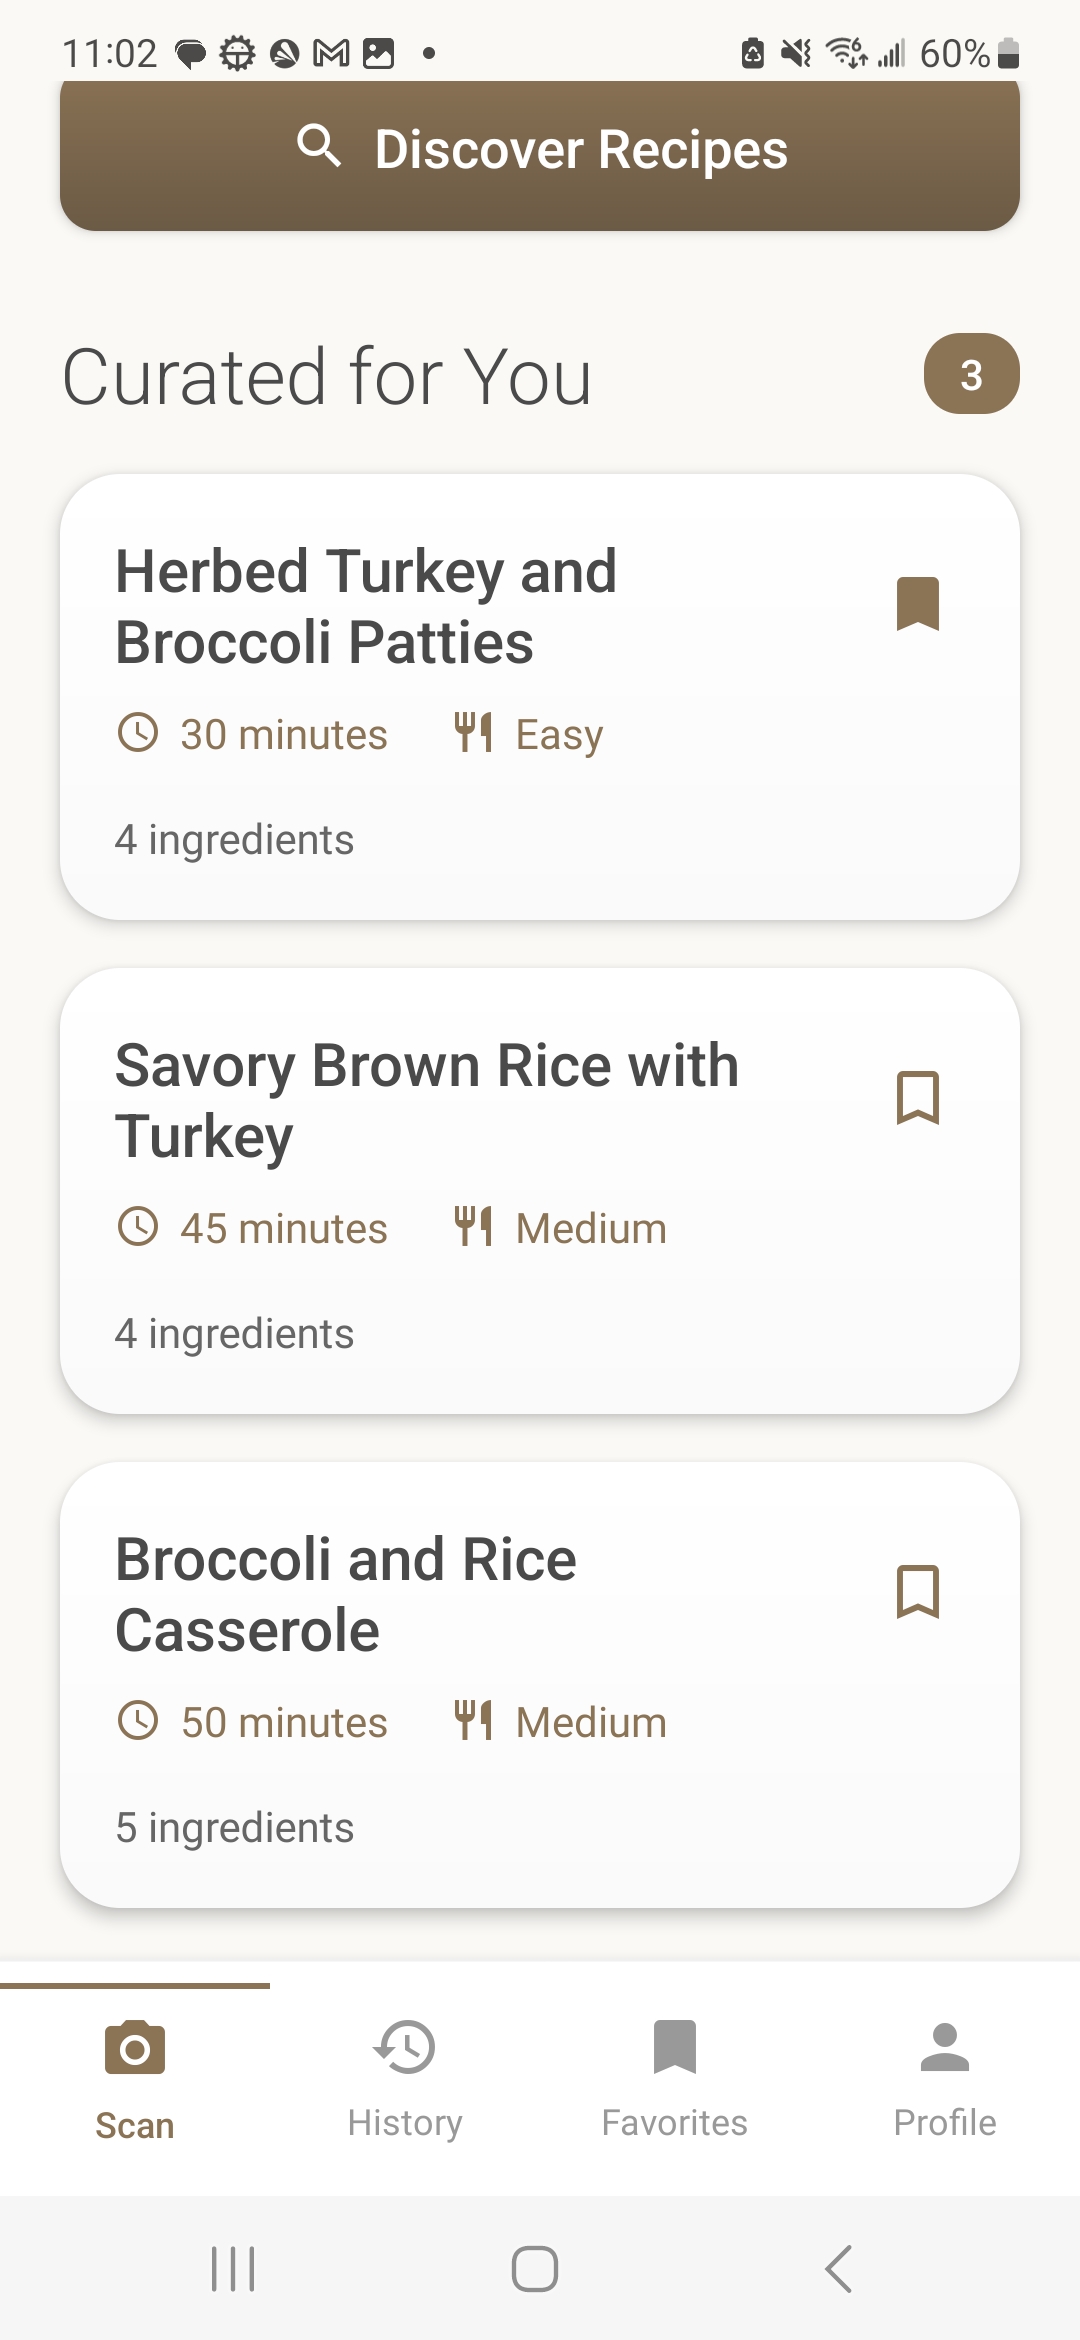 11:02 60%
Discover Recipes
Curated for You 3
Herbed Turkey and
Broccoli Patties
30 minutes Easy
4 ingredients
Savory Brown Rice with
Turkey
45 minutes Medium
4 ingredients
Broccoli and Rice
Casserole
50 minutes Medium
5 ingredients
Scan History Favorites Profile